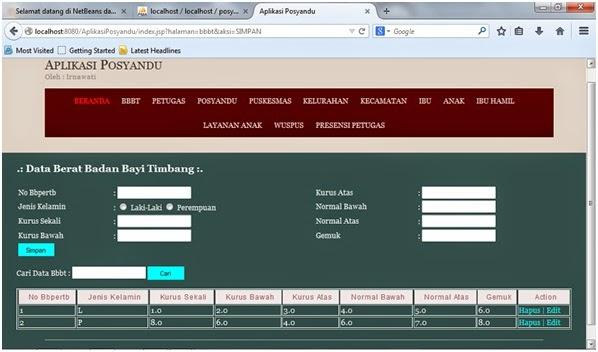 Selamat datang di NetBeans da...
localhost / localhost / posy...
Aplikasi Posyandu
localhost:8080/AplikasiPosyandu/index.jsp?halaman=bbbt&aksi=SIMPAN
Google
Most Visited
Getting Started
Latest Headlines
APLIKASI POSYANDU
Oleh : Irnawati
BERANDA BBBT PETUGAS POSYANDU PUSKESMAS KELURAHAN KECAMATAN IBU ANAK IBU HAMIL
LAYANAN ANAK WUSPUS PRESENSI PETUGAS
.: Data Berat Badan Bayi Timbang :.
No Bbpertb : Kurus Atas :
Jenis Kelamin : Laki-Laki Perempuan Normal Bawah :
Kurus Sekali : Normal Atas :
Kurus Bawah : Gemuk :
Simpan
Cari Data Bbbt : Cari
No Bbpertb Jenis Kelamin Kurus Sekali Kurus Bawah Kurus Atas Normal Bawah Normal Atas Gemuk Action
1 L 1.0 2.0 3.0 4.0 5.0 6.0 Hapus | Edit
2 P 8.0 6.0 4.0 6.0 7.0 8.0 Hapus | Edit